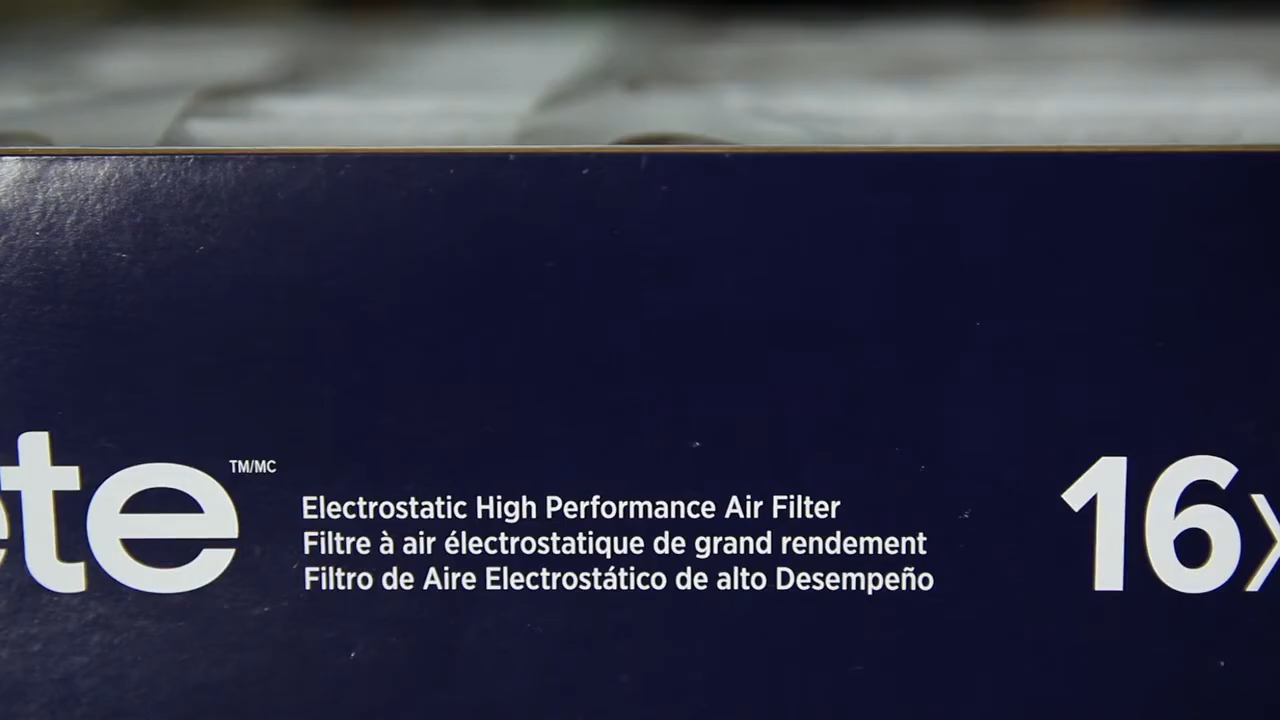 ete TM/MC
Electrostatic High Performance Air Filter
Filtre à air électrostatique de grand rendement
Filtro de Aire Electrostático de alto Desempeño
16x